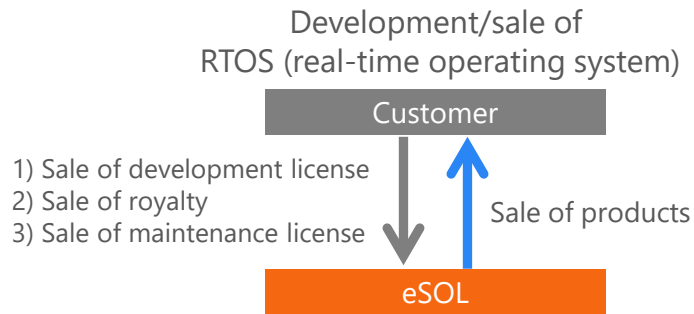 Development/sale of
RTOS (real-time operating system)
Customer
1) Sale of development license
2) Sale of royalty
3) Sale of maintenance license
Sale of products
eSOL